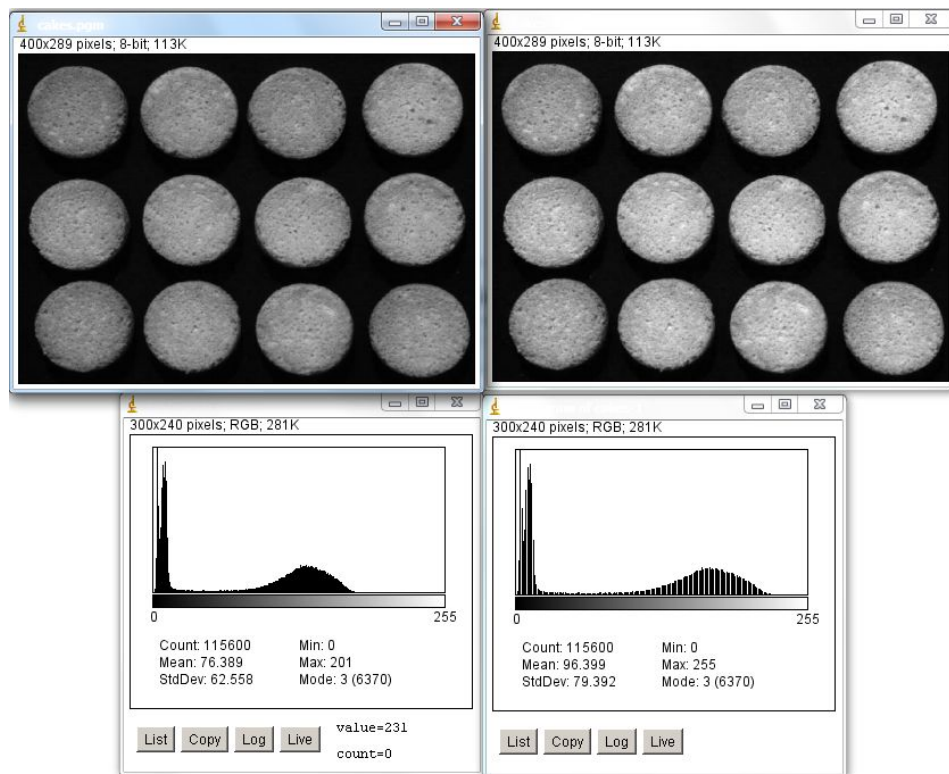 cakes.pgm
400x289 pixels; 8-bit; 113K
400x289 pixels; 8-bit; 113K
300x240 pixels; RGB; 281K
0 255
Count: 115600 Min: 0
Mean: 76.389 Max: 201
StdDev: 62.558 Mode: 3 (6370)
List Copy Log Live
value=231
count=0
300x240 pixels; RGB; 281K
0 255
Count: 115600 Min: 0
Mean: 96.399 Max: 255
StdDev: 79.392 Mode: 3 (6370)
List Copy Log Live